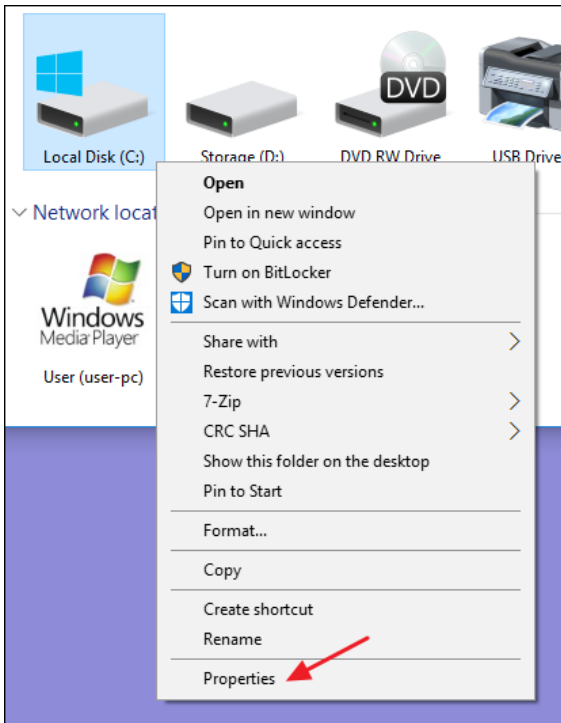 DVD
Local Disk (C:)
Storage (D:)
DVD RW Drive
USB Drive
Open
Network locat
Open in new window
Pin to Quick access
Turn on BitLocker
Scan with Windows Defender...
Windows
Media Player
Share with
User (user-pc)
Restore previous versions
7-Zip
CRC SHA
Show this folder on the desktop
Pin to Start
Format...
Copy
Create shortcut
Rename
Properties